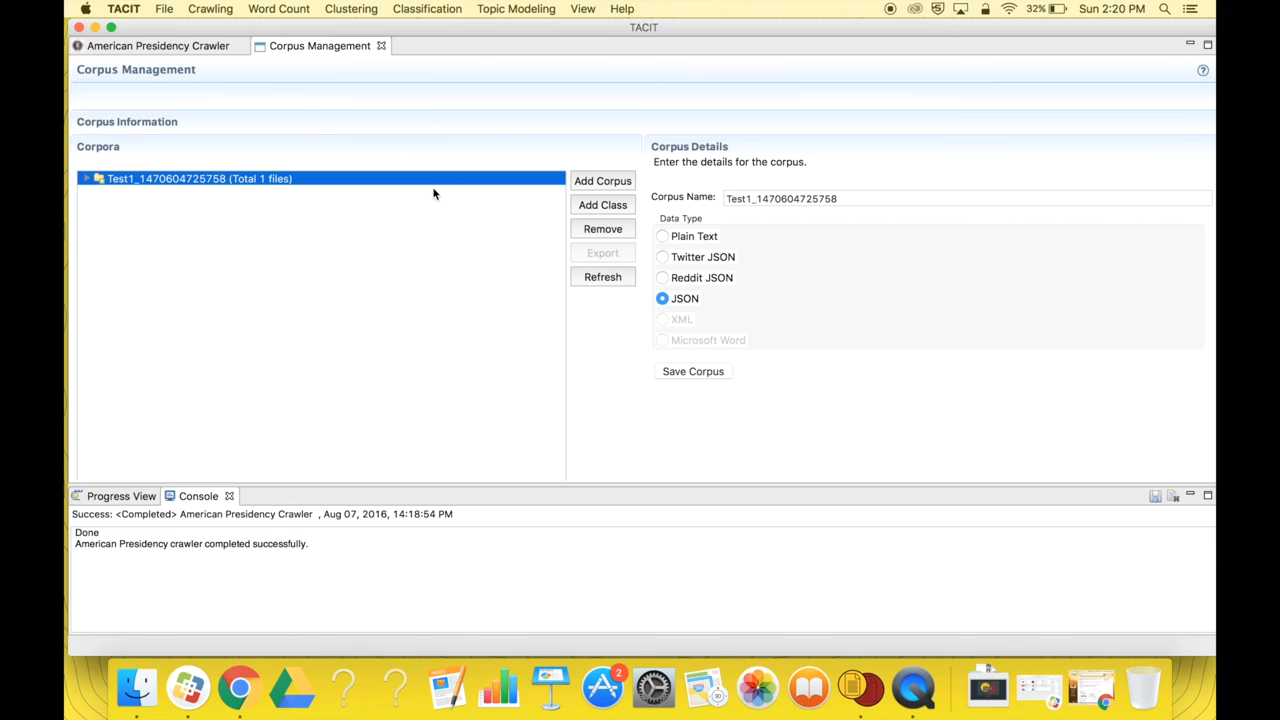 TACIT File Crawling Word Count Clustering Classification Topic Modeling View Help 32% Sun 2:20 PM
TACIT
American Presidency Crawler Corpus Management
Corpus Management
Corpus Information
Corpora
Test1_1470604725758 (Total 1 files)
Add Corpus
Add Class
Remove
Export
Refresh
Corpus Details
Enter the details for the corpus.
Corpus Name: Test1_1470604725758
Data Type
Plain Text
Twitter JSON
Reddit JSON
JSON
XML
Microsoft Word
Save Corpus
Progress View Console
Success: <Completed> American Presidency Crawler , Aug 07, 2016, 14:18:54 PM
Done
American Presidency crawler completed successfully.
2
30